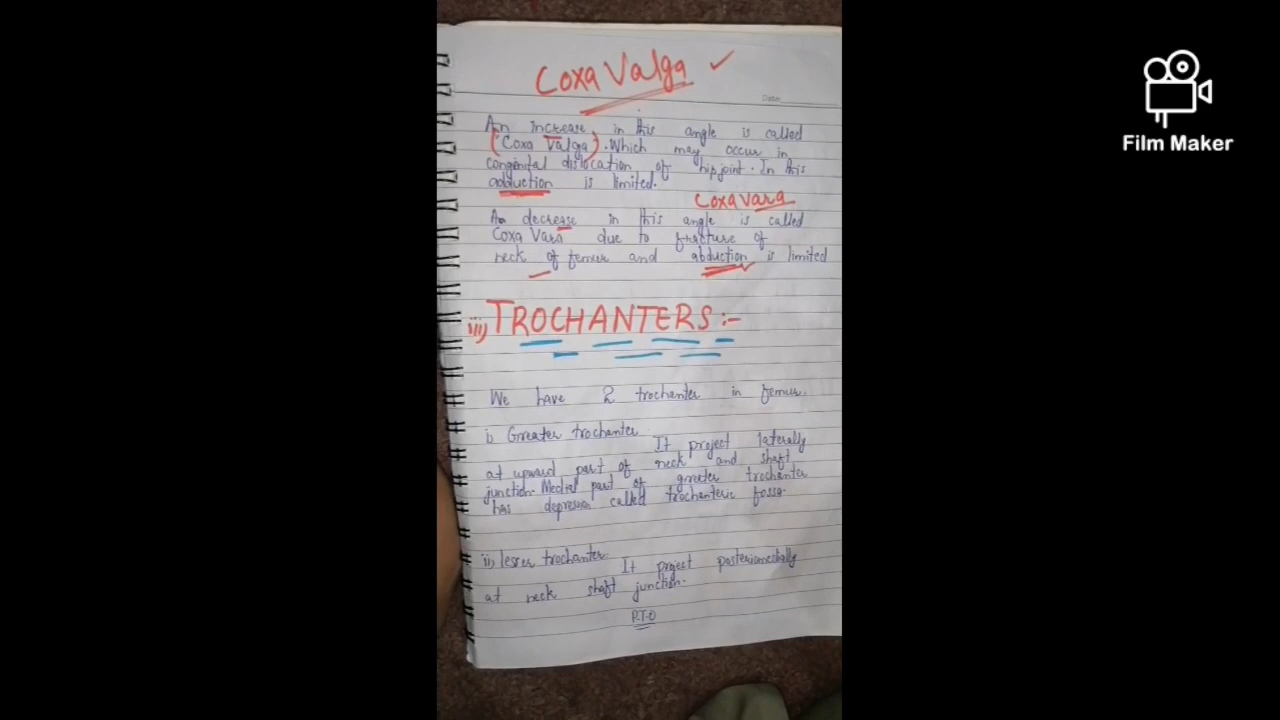 Coxa Valga ✓
Date
An increase in this angle is called
(Coxa Valga). Which may occur in
congenital dislocation of hip joint. In this
adduction is limited.
Coxa vara
A decrease in this angle is called
Coxa Vara due to fracture of
neck of femur and abduction is limited
iii) TROCHANTERS :-
We have 2 trochanter in femur.
i) Greater trochanter
It project laterally
at upward part of neck and shaft
junction. Medial part of greater trochanter
has depression called trochanteric fossa.
ii) lesser trochanter.
It project posteriomedially
at neck shaft junction.
P.T.O
Film Maker